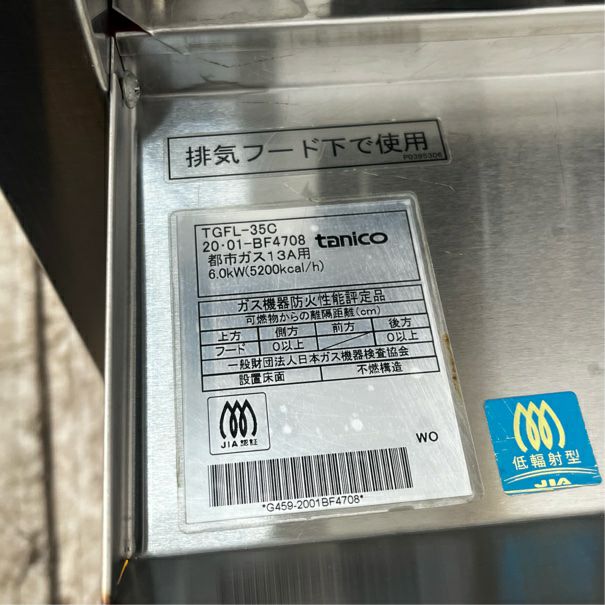 排気フード下で使用
P0395306
TGFL-35C
20・01-BF4708 tanico
都市ガス13A用
6.0kW(5200kcal/h)
ガス機器防火性能評定品
可燃物からの離隔距離(cm)
上方 側方 前方 後方
フード 0以上 0以上
一般財団法人日本ガス機器検査協会
設置床面 不燃構造
JIA認証
WO
*G459-2001BF4708*
低輻射型
JIA